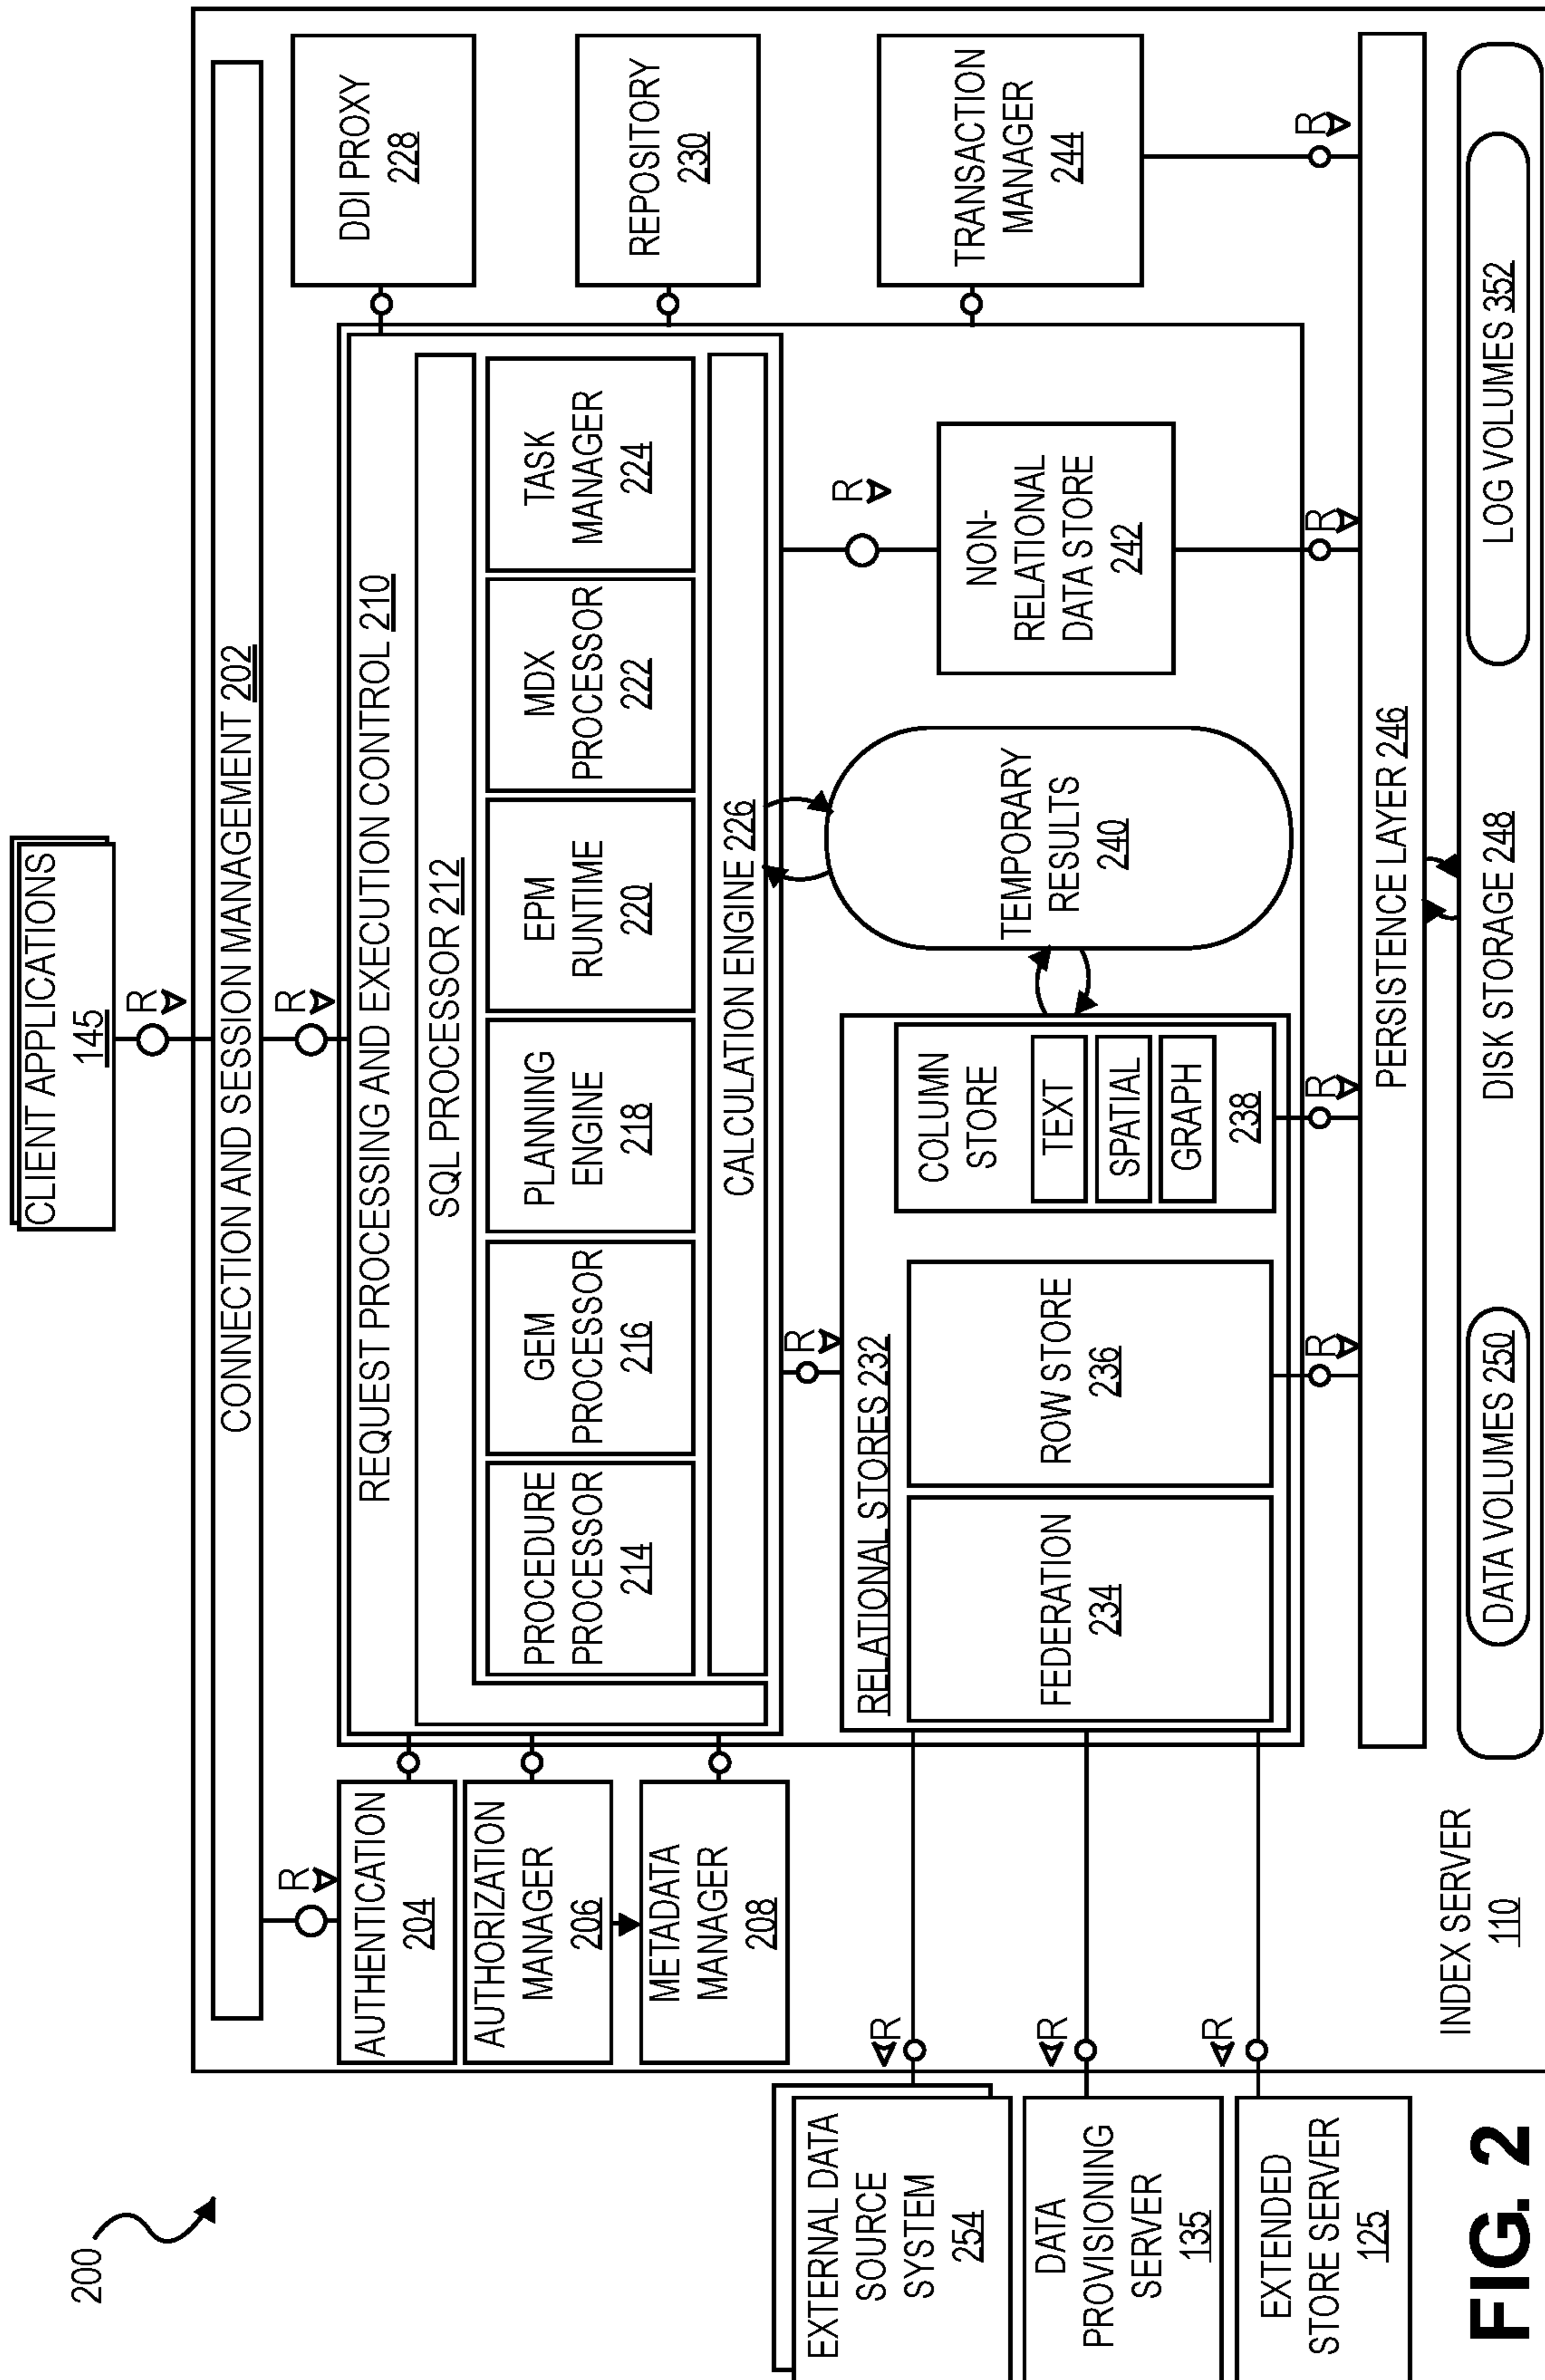 200
CLIENT APPLICATIONS
145
R
CONNECTION AND SESSION MANAGEMENT 202
R
R
AUTHENTICATION
204
AUTHORIZATION
MANAGER
206
METADATA
MANAGER
208
REQUEST PROCESSING AND EXECUTION CONTROL 210
SQL PROCESSOR 212
PROCEDURE
PROCESSOR
214
GEM
PROCESSOR
216
PLANNING
ENGINE
218
EPM
RUNTIME
220
MDX
PROCESSOR
222
TASK
MANAGER
224
CALCULATION ENGINE 226
DDI PROXY
228
REPOSITORY
230
TRANSACTION
MANAGER
244
R
R
RELATIONAL STORES 232
FEDERATION
234
ROW STORE
236
COLUMN
STORE
TEXT
SPATIAL
GRAPH
238
TEMPORARY
RESULTS
240
NON-
RELATIONAL
DATA STORE
242
R
EXTERNAL DATA
SOURCE
SYSTEM
254
R
DATA
PROVISIONING
SERVER
135
R
EXTENDED
STORE SERVER
125
R
R
R
R
PERSISTENCE LAYER 246
DATA VOLUMES 250
DISK STORAGE 248
LOG VOLUMES 352
INDEX SERVER
110
FIG. 2